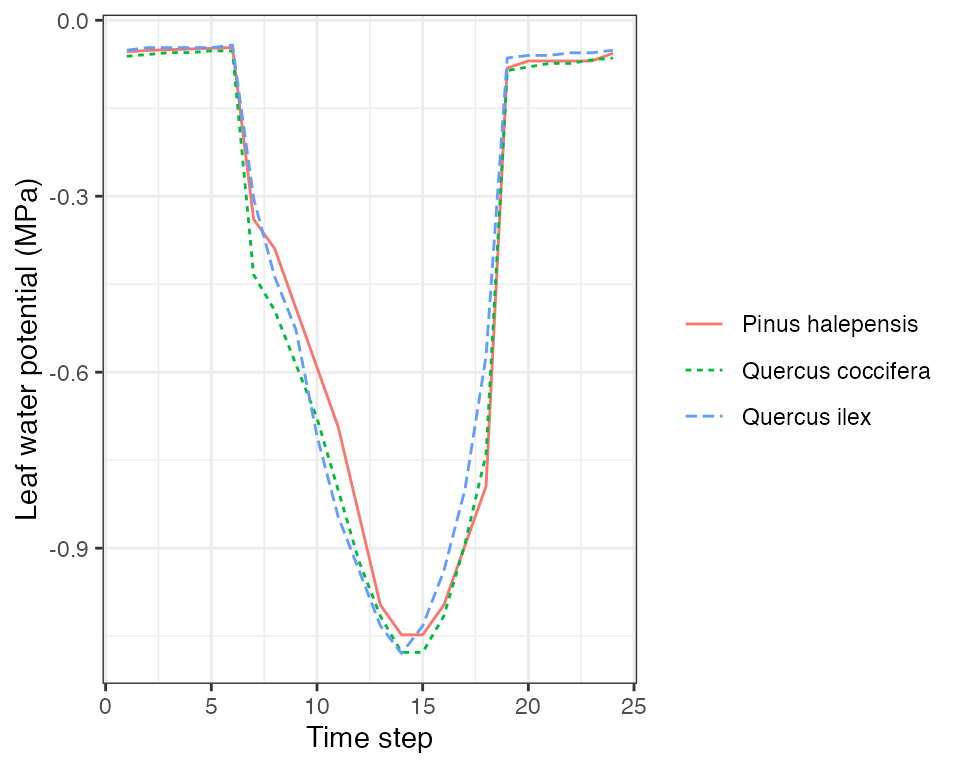 0.0
-0.3
-0.6
-0.9
Leaf water potential (MPa)
0 5 10 15 20 25
Time step
Pinus halepensis
Quercus coccifera
Quercus ilex